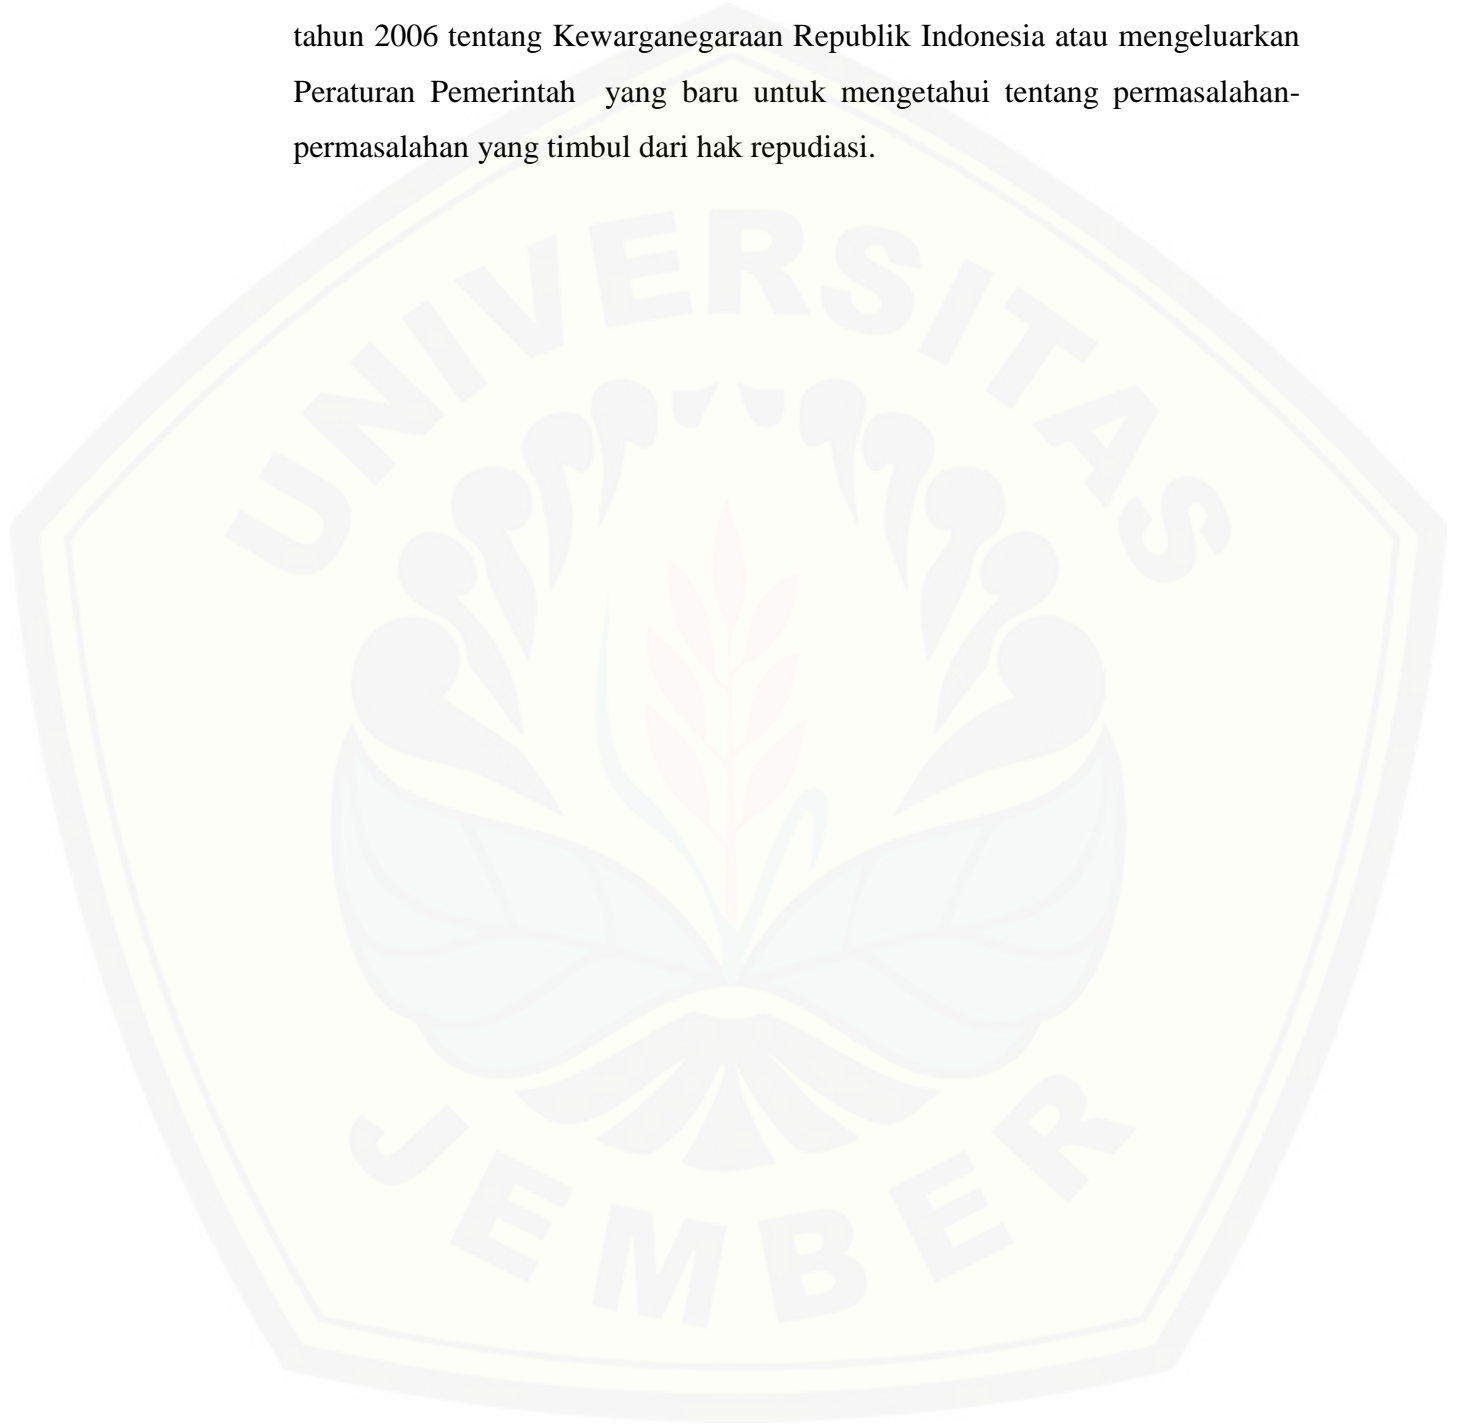 tahun 2006 tentang Kewarganegaraan Republik Indonesia atau mengeluarkan
Peraturan Pemerintah yang baru untuk mengetahui tentang permasalahan-
permasalahan yang timbul dari hak repudiasi.
UNIVERSITAS
JEMBER